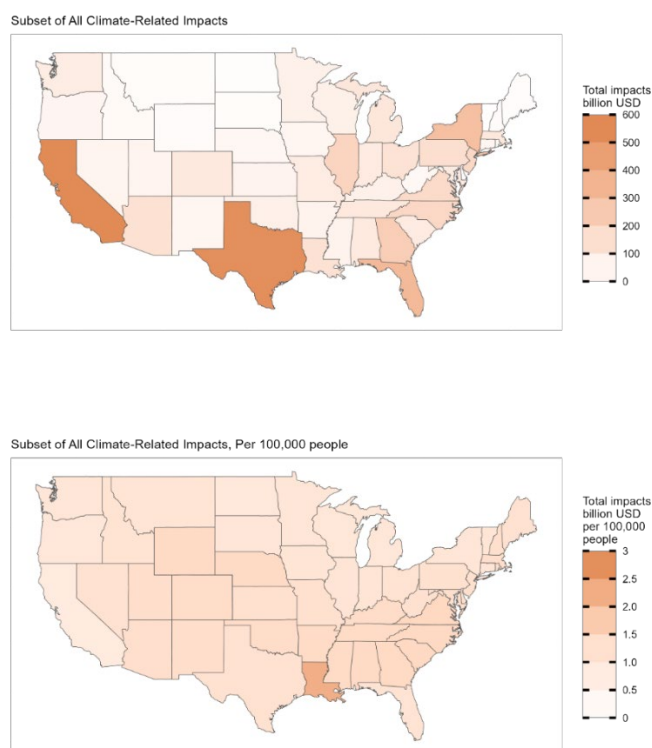 Subset of All Climate-Related Impacts
Total impacts
billion USD
600
500
400
300
200
100
0
Subset of All Climate-Related Impacts, Per 100,000 people
Total impacts
billion USD
per 100,000
people
3
2.5
2.0
1.5
1.0
0.5
0